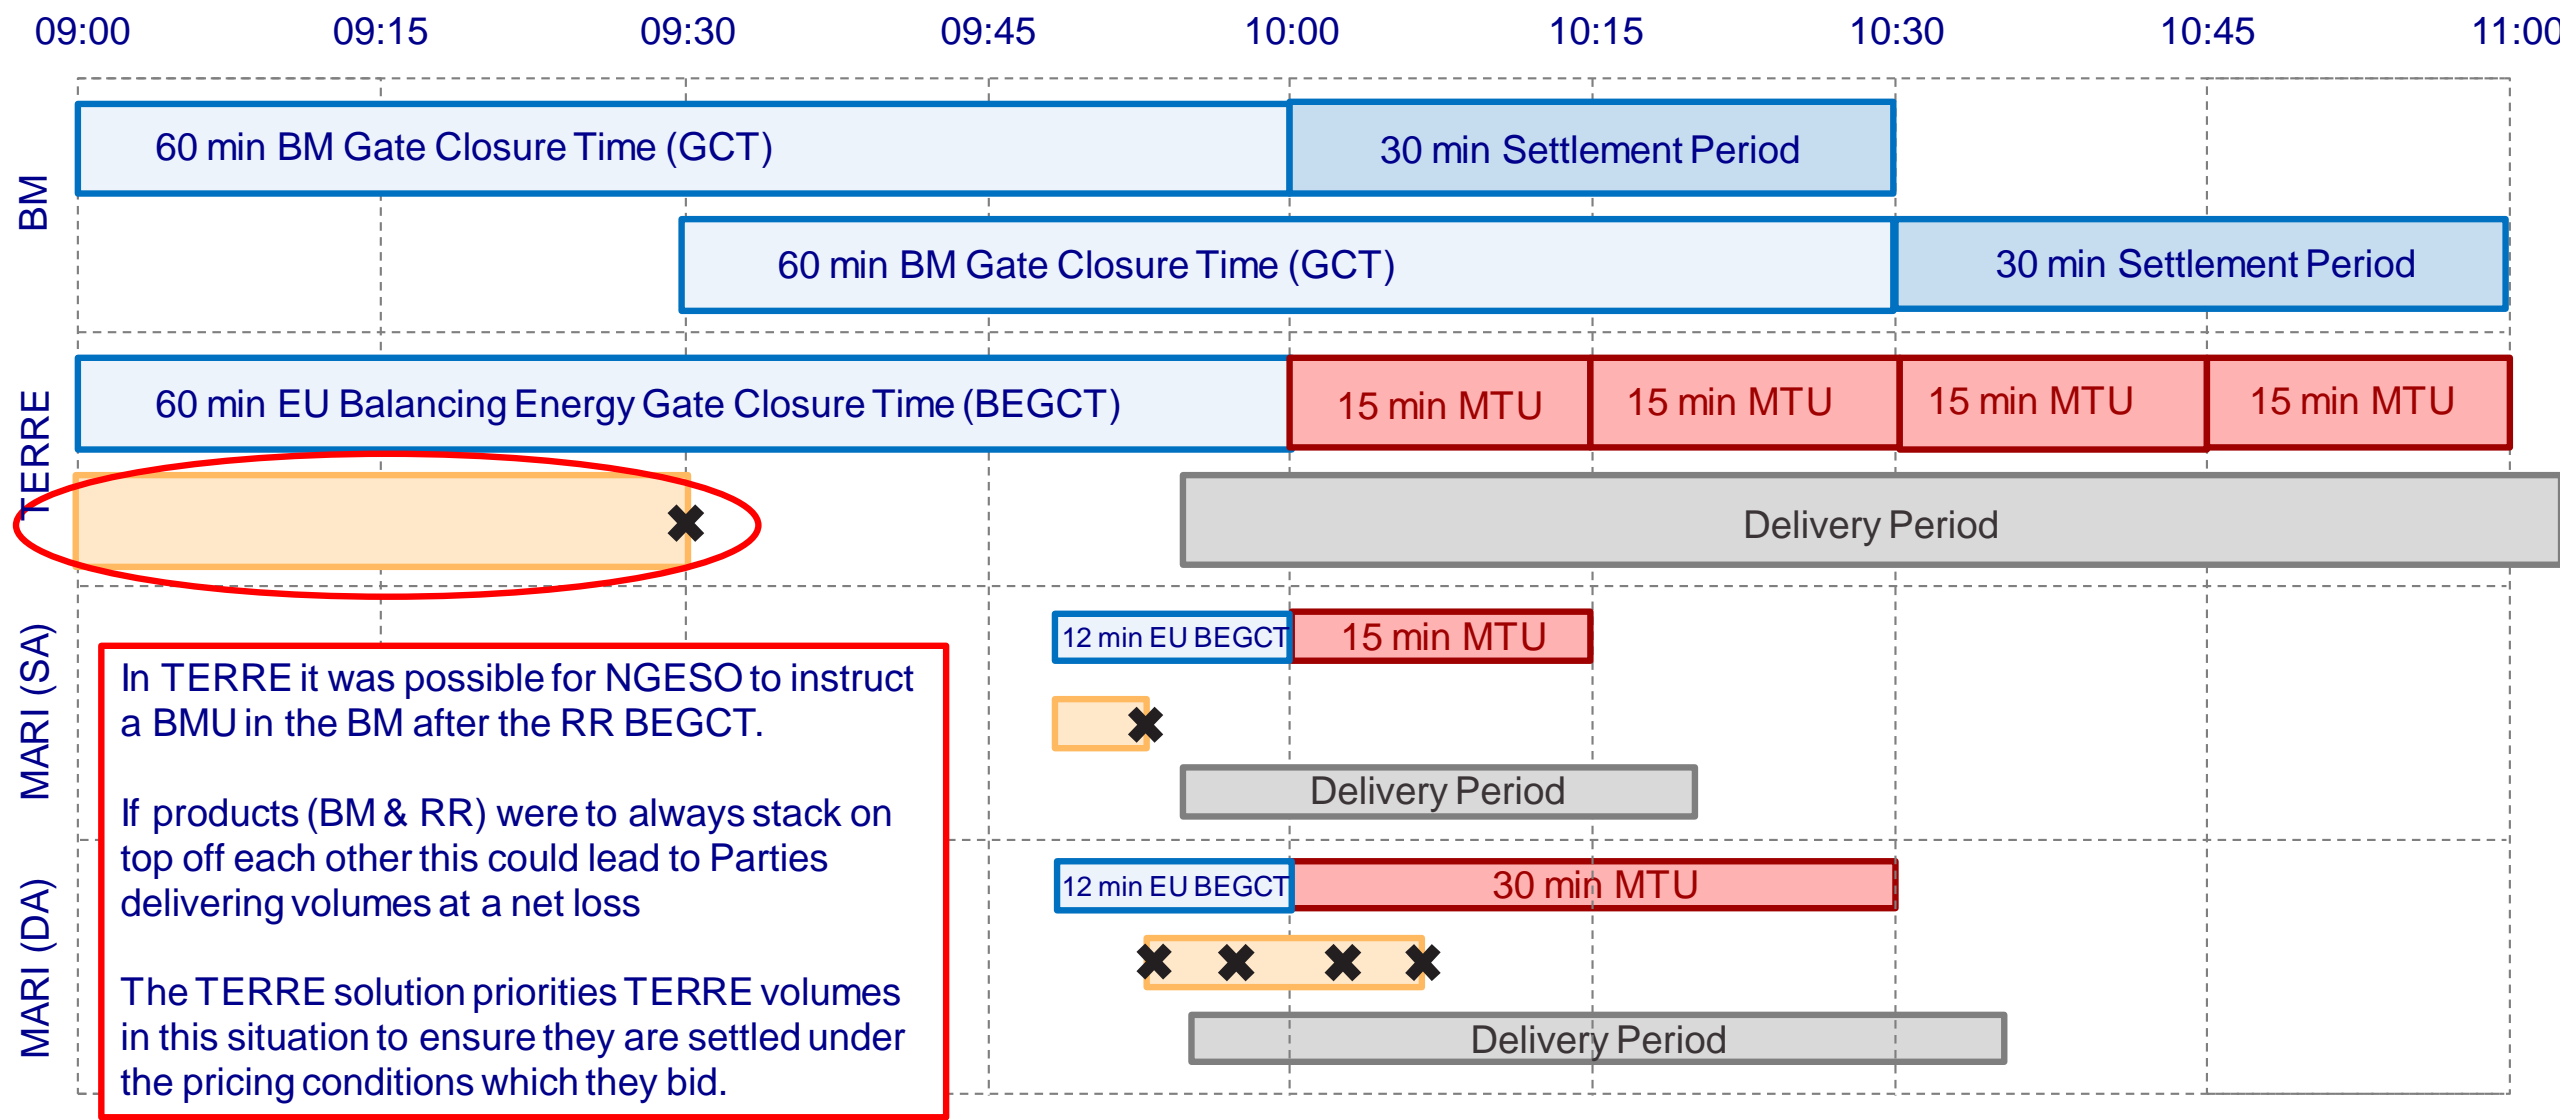 09:00 09:15 09:30 09:45 10:00 10:15 10:30 10:45 11:00
BM
60 min BM Gate Closure Time (GCT)
30 min Settlement Period
60 min BM Gate Closure Time (GCT)
30 min Settlement Period
TERRE
60 min EU Balancing Energy Gate Closure Time (BEGCT)
15 min MTU
15 min MTU
15 min MTU
15 min MTU
Delivery Period
MARI (SA)
12 min EU BEGCT
15 min MTU
Delivery Period
MARI (DA)
12 min EU BEGCT
30 min MTU
Delivery Period
In TERRE it was possible for NGESO to instruct
a BMU in the BM after the RR BEGCT.
If products (BM & RR) were to always stack on
top off each other this could lead to Parties
delivering volumes at a net loss
The TERRE solution priorities TERRE volumes
in this situation to ensure they are settled under
the pricing conditions which they bid.